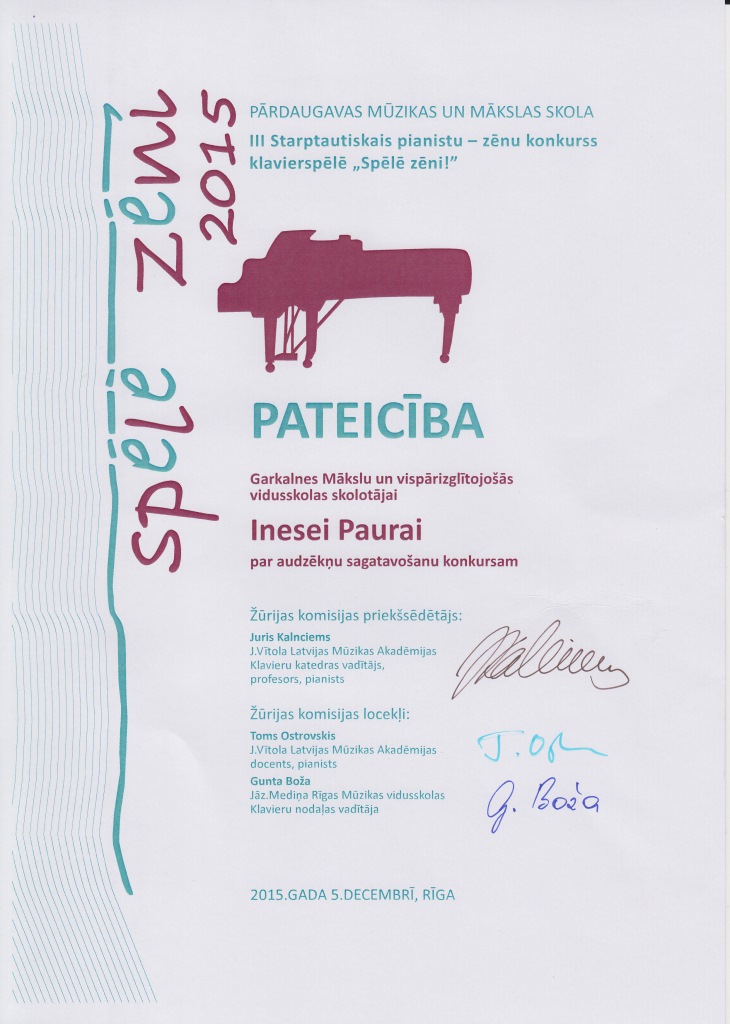 spēlē zēni
2015
PĀRDAUGAVAS MŪZIKAS UN MĀKSLAS SKOLA
III Starptautiskais pianistu – zēnu konkurss
klavierspēlē „Spēlē zēni!”
PATEICĪBA
Garkalnes Mākslu un vispārizglītojošās
vidusskolas skolotājai
Inesei Paurai
par audzēkņu sagatavošanu konkursam
Žūrijas komisijas priekšsēdētājs:
Juris Kalnciems
J.Vītola Latvijas Mūzikas Akadēmijas
Klavieru katedras vadītājs,
profesors, pianists
Žūrijas komisijas locekļi:
Toms Ostrovskis
J.Vītola Latvijas Mūzikas Akadēmijas
docents, pianists
Gunta Boža
Jāz.Mediņa Rīgas Mūzikas vidusskolas
Klavieru nodaļas vadītāja
G. Boža
2015.GADA 5.DECEMBRĪ, RĪGA